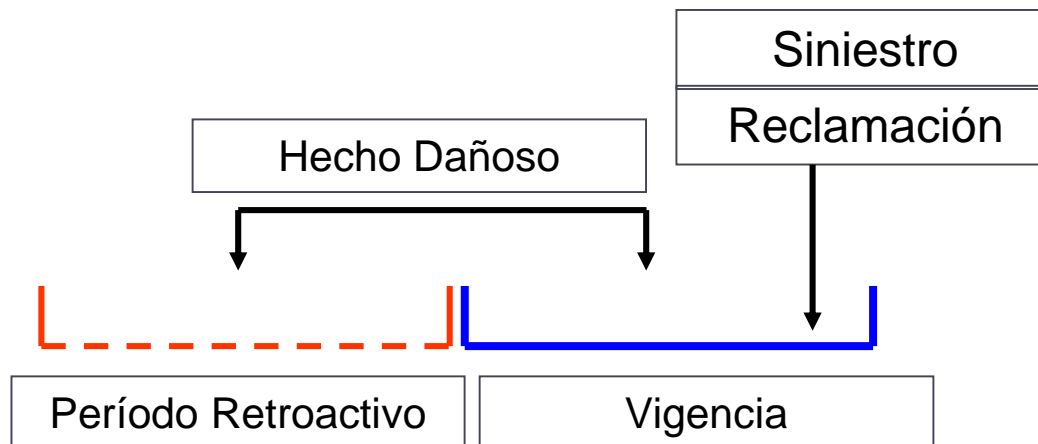 Siniestro
Reclamación
Hecho Dañoso
Período Retroactivo
Vigencia